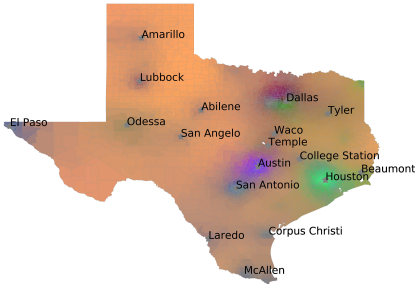 Amarillo
Lubbock
Dallas
Abilene
Tyler
El Paso
Odessa
San Angelo
Waco
Temple
College Station
Austin
Beaumont
Houston
San Antonio
Laredo
Corpus Christi
McAllen